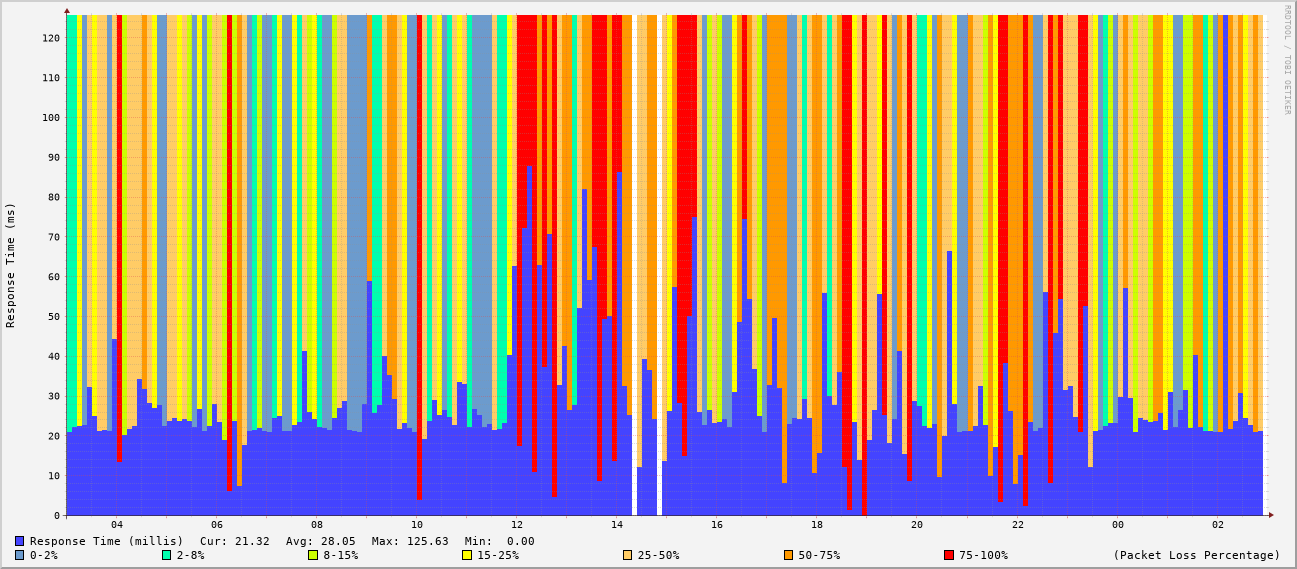 RRDTOOL / TOBI OETIKER
Response Time (ms)
120
110
100
90
80
70
60
50
40
30
20
10
0
04 06 08 10 12 14 16 18 20 22 00 02
Response Time (millis) Cur: 21.32 Avg: 28.05 Max: 125.63 Min: 0.00
0-2% 2-8% 8-15% 15-25% 25-50% 50-75% 75-100% (Packet Loss Percentage)